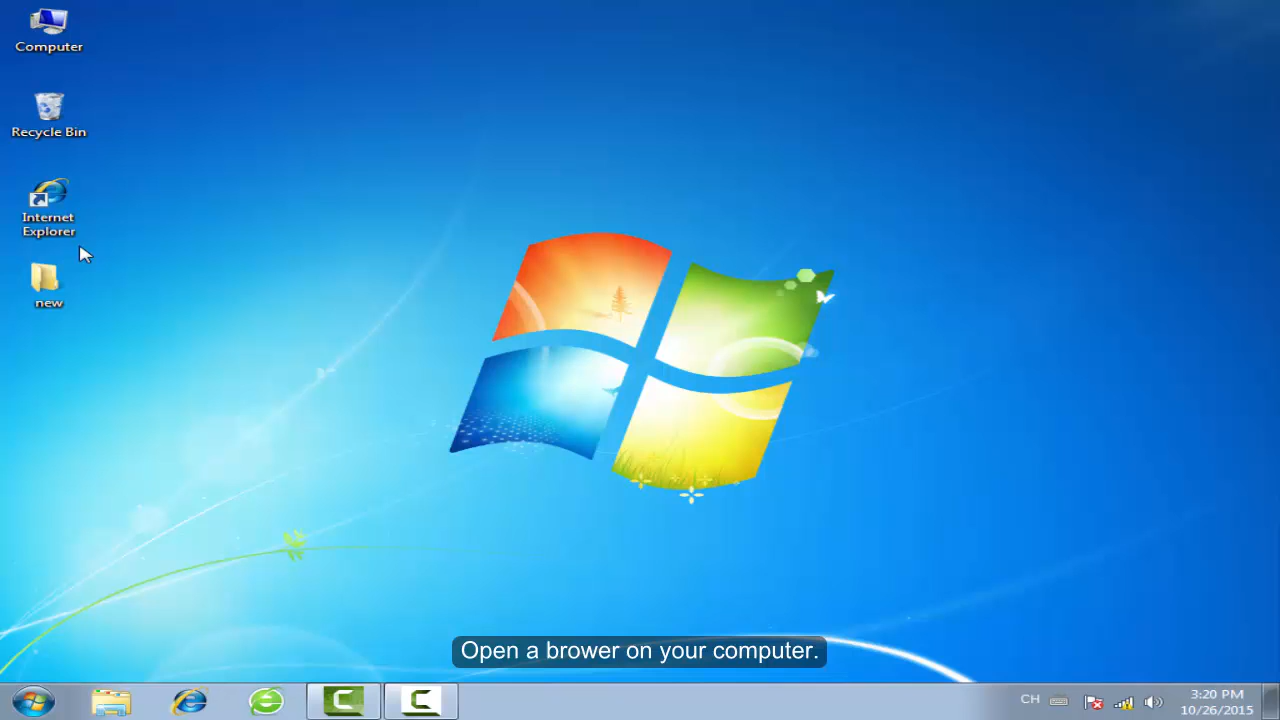 Computer
Recycle Bin
Internet
Explorer
new
Open a brower on your computer.
CH
3:20 PM
10/26/2015